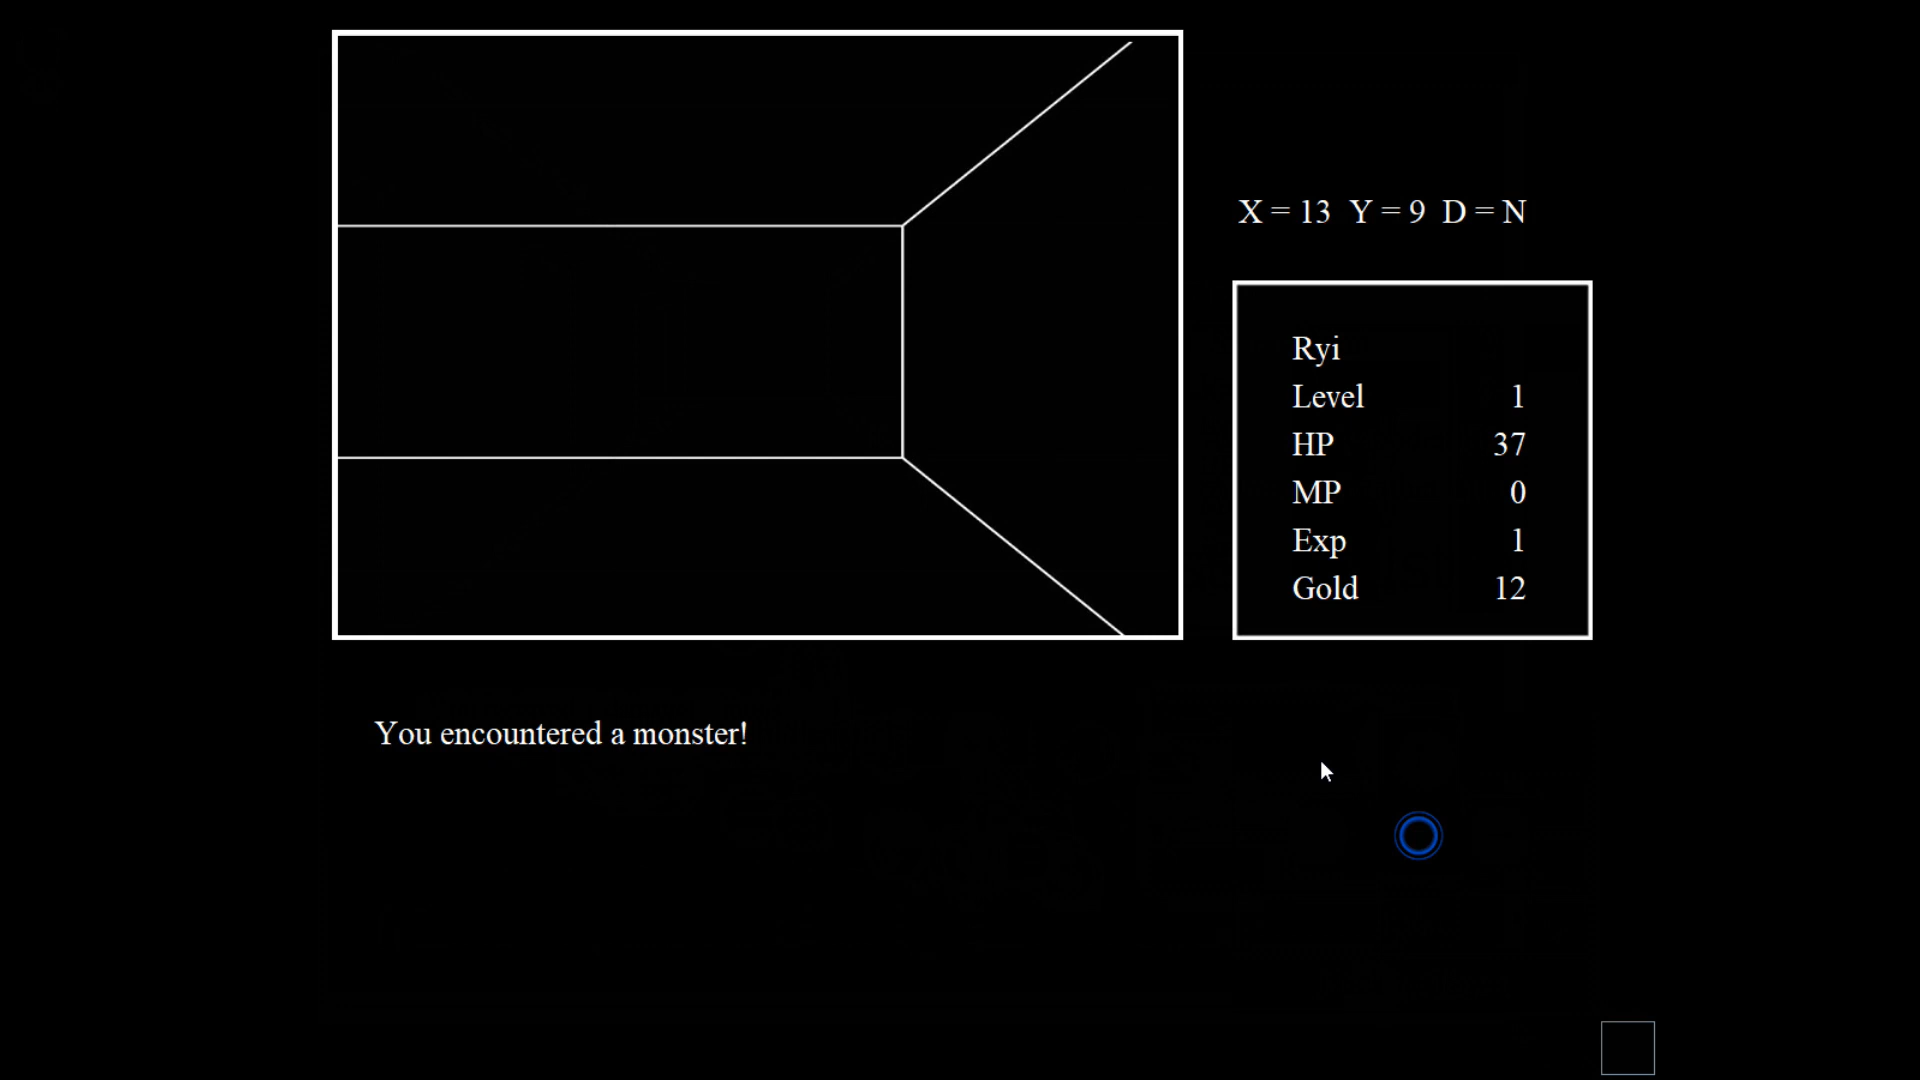 X = 13 Y = 9 D = N
Ryi
Level 1
HP 37
MP 0
Exp 1
Gold 12
You encountered a monster!